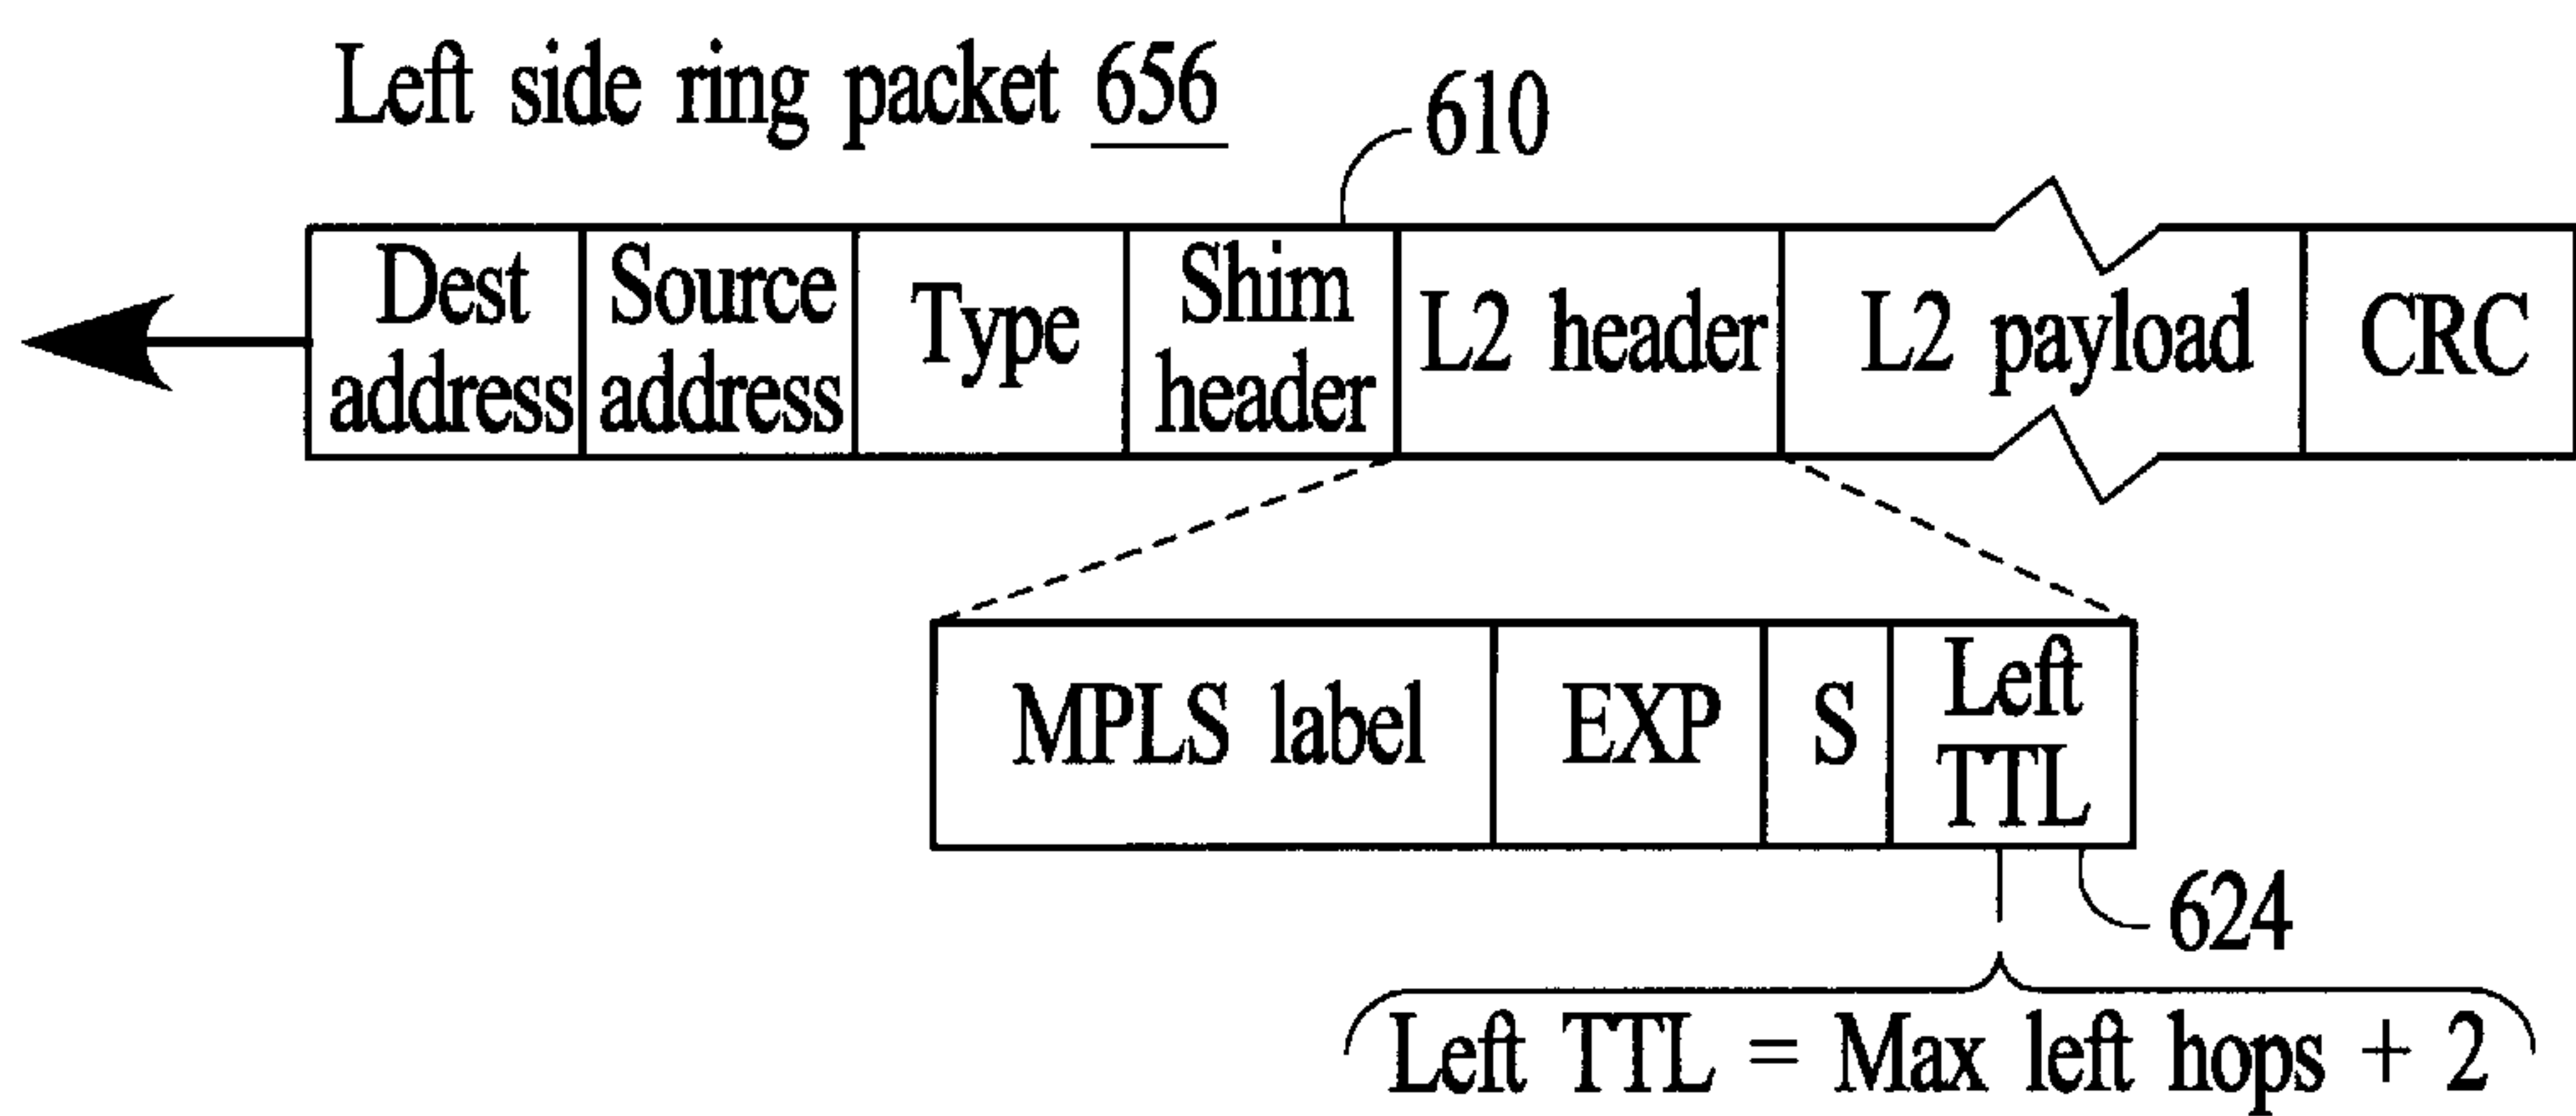 Left side ring packet 656
610
Dest address
Source address
Type
Shim header
L2 header
L2 payload
CRC
MPLS label
EXP
S
Left TTL
624
Left TTL = Max left hops + 2